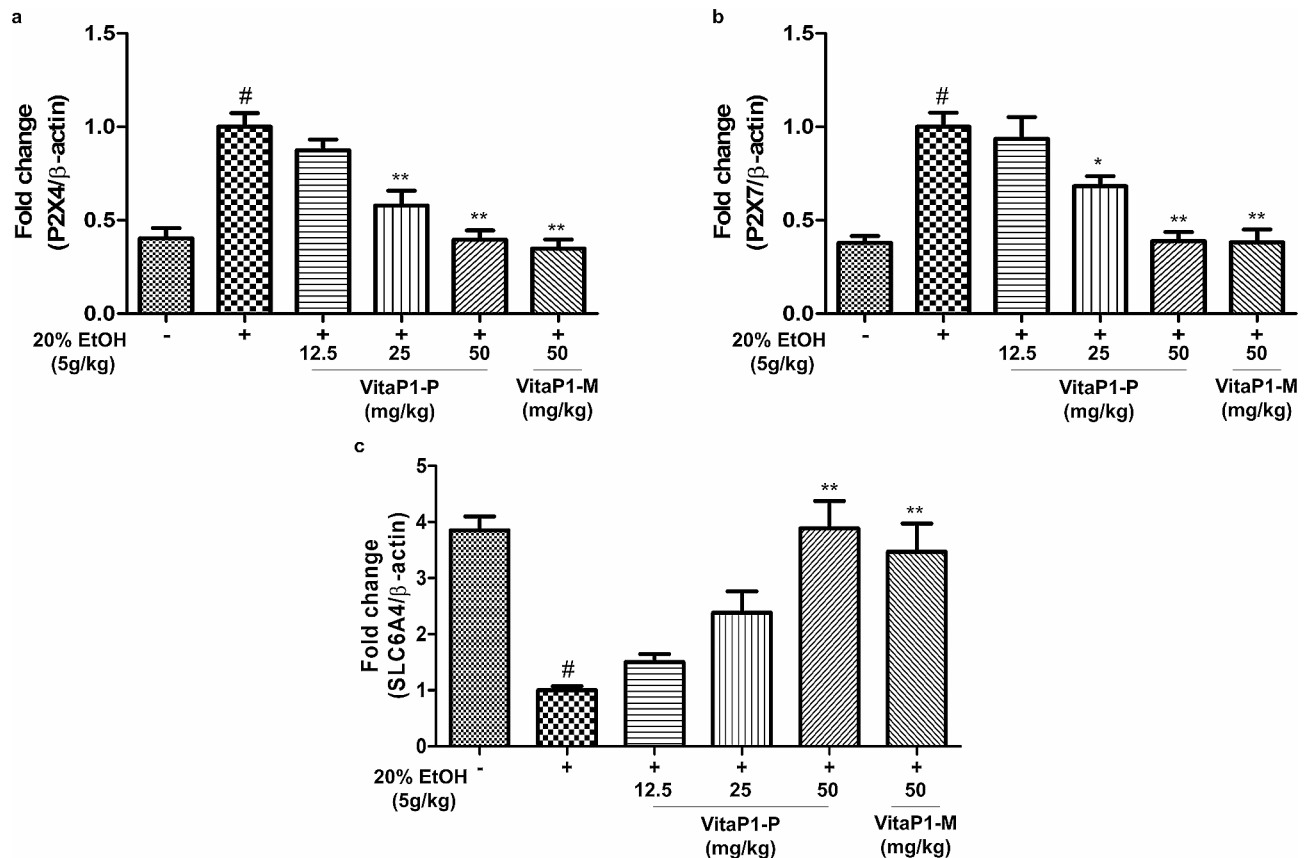 a
Fold change
(P2X4/β-actin)
1.5
1.0
0.5
0.0
#
**
**
**
20% EtOH
(5g/kg)
- + + + + +
12.5 25 50 50
VitaP1-P
(mg/kg)
VitaP1-M
(mg/kg)
b
Fold change
(P2X7/β-actin)
1.5
1.0
0.5
0.0
#
*
**
**
20% EtOH
(5g/kg)
- + + + + +
12.5 25 50 50
VitaP1-P
(mg/kg)
VitaP1-M
(mg/kg)
c
Fold change
(SLC6A4/β-actin)
5
4
3
2
1
0
#
**
**
20% EtOH
(5g/kg)
- + + + + +
12.5 25 50 50
VitaP1-P
(mg/kg)
VitaP1-M
(mg/kg)